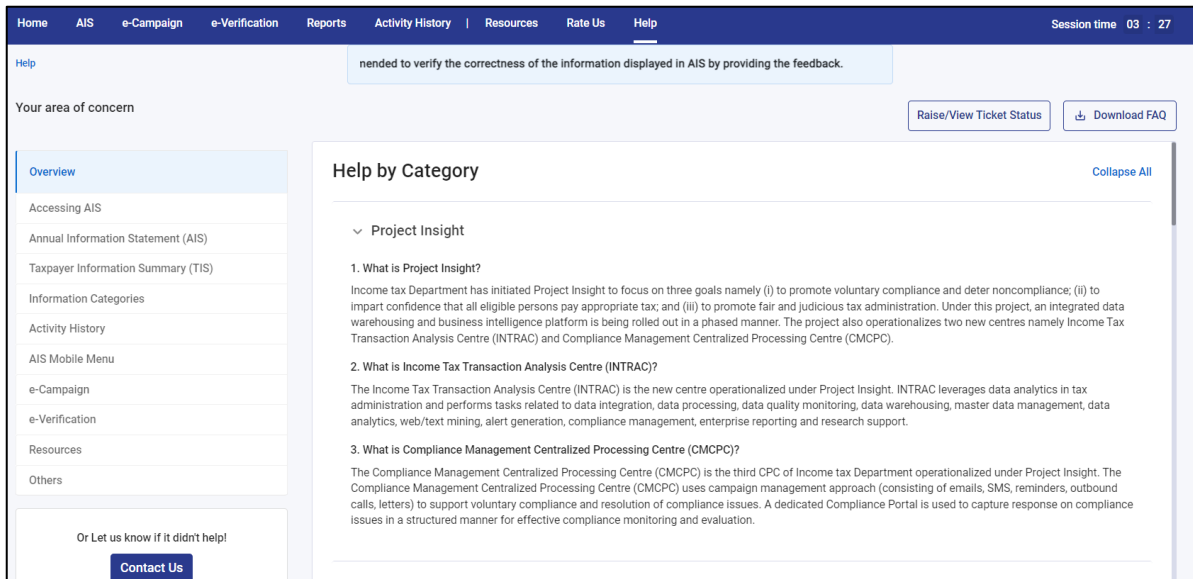 Home AIS e-Campaign e-Verification Reports Activity History | Resources Rate Us Help Session time 03 : 27
Help
nended to verify the correctness of the information displayed in AIS by providing the feedback.
Your area of concern
Raise/View Ticket Status
Download FAQ
Overview
Accessing AIS
Annual Information Statement (AIS)
Taxpayer Information Summary (TIS)
Information Categories
Activity History
AIS Mobile Menu
e-Campaign
e-Verification
Resources
Others
Or Let us know if it didn't help!
Contact Us
Help by Category
Collapse All
Project Insight
1. What is Project Insight?
Income tax Department has initiated Project Insight to focus on three goals namely (i) to promote voluntary compliance and deter noncompliance; (ii) to
impart confidence that all eligible persons pay appropriate tax; and (iii) to promote fair and judicious tax administration. Under this project, an integrated data
warehousing and business intelligence platform is being rolled out in a phased manner. The project also operationalizes two new centres namely Income Tax
Transaction Analysis Centre (INTRAC) and Compliance Management Centralized Processing Centre (CMCPC).
2. What is Income Tax Transaction Analysis Centre (INTRAC)?
The Income Tax Transaction Analysis Centre (INTRAC) is the new centre operationalized under Project Insight. INTRAC leverages data analytics in tax
administration and performs tasks related to data integration, data processing, data quality monitoring, data warehousing, master data management, data
analytics, web/text mining, alert generation, compliance management, enterprise reporting and research support.
3. What is Compliance Management Centralized Processing Centre (CMCPC)?
The Compliance Management Centralized Processing Centre (CMCPC) is the third CPC of Income tax Department operationalized under Project Insight. The
Compliance Management Centralized Processing Centre (CMCPC) uses campaign management approach (consisting of emails, SMS, reminders, outbound
calls, letters) to support voluntary compliance and resolution of compliance issues. A dedicated Compliance Portal is used to capture response on compliance
issues in a structured manner for effective compliance monitoring and evaluation.